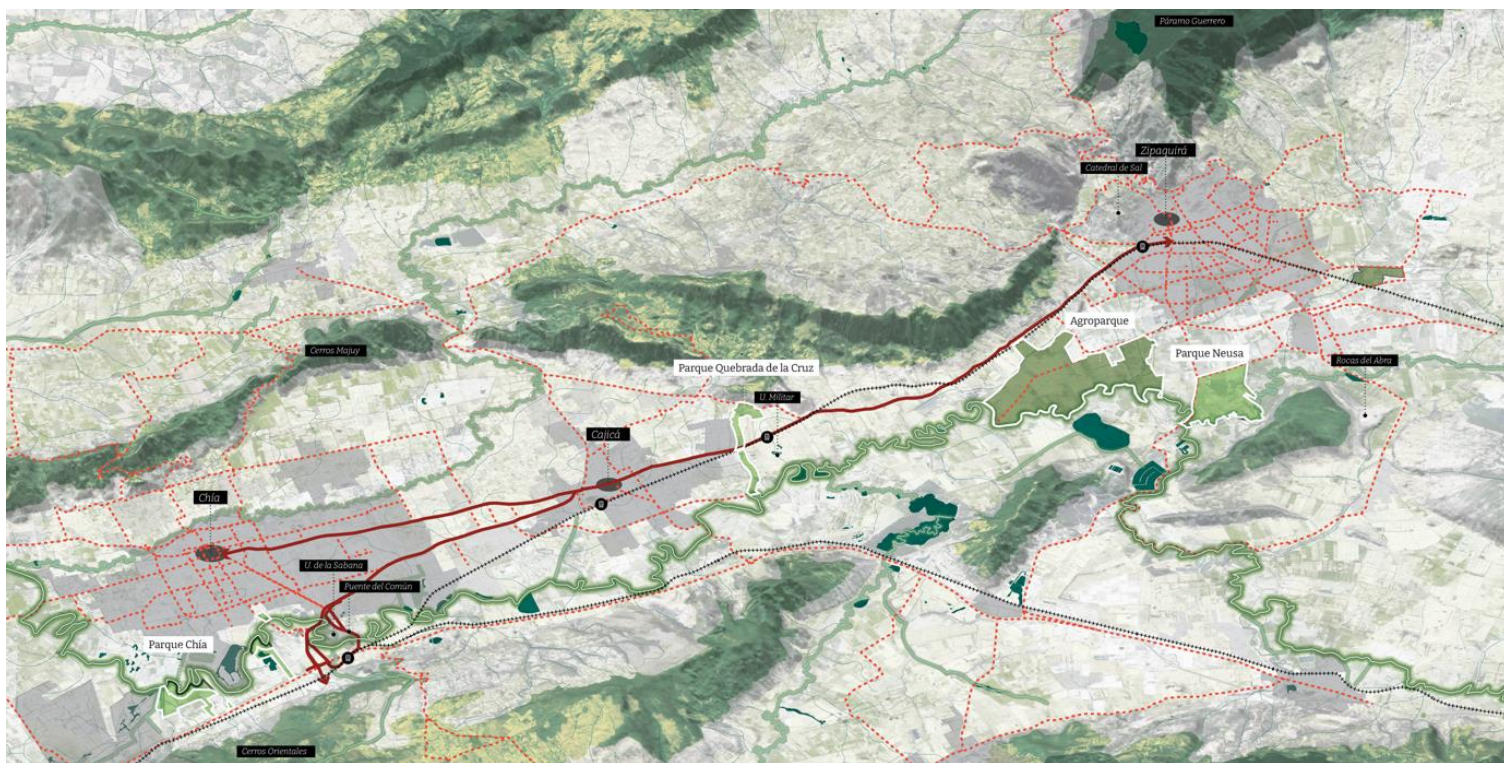 Páramo Guerrero
Zipaquirá
Catedral de Sal
Agroparque
Parque Neusa
Cerros Majuy
Rocas del Abra
Parque Quebrada de la Cruz
U. Militar
Cajicá
Chía
U. de la Sabana
Puente del Común
Parque Chía
Cerros Orientales